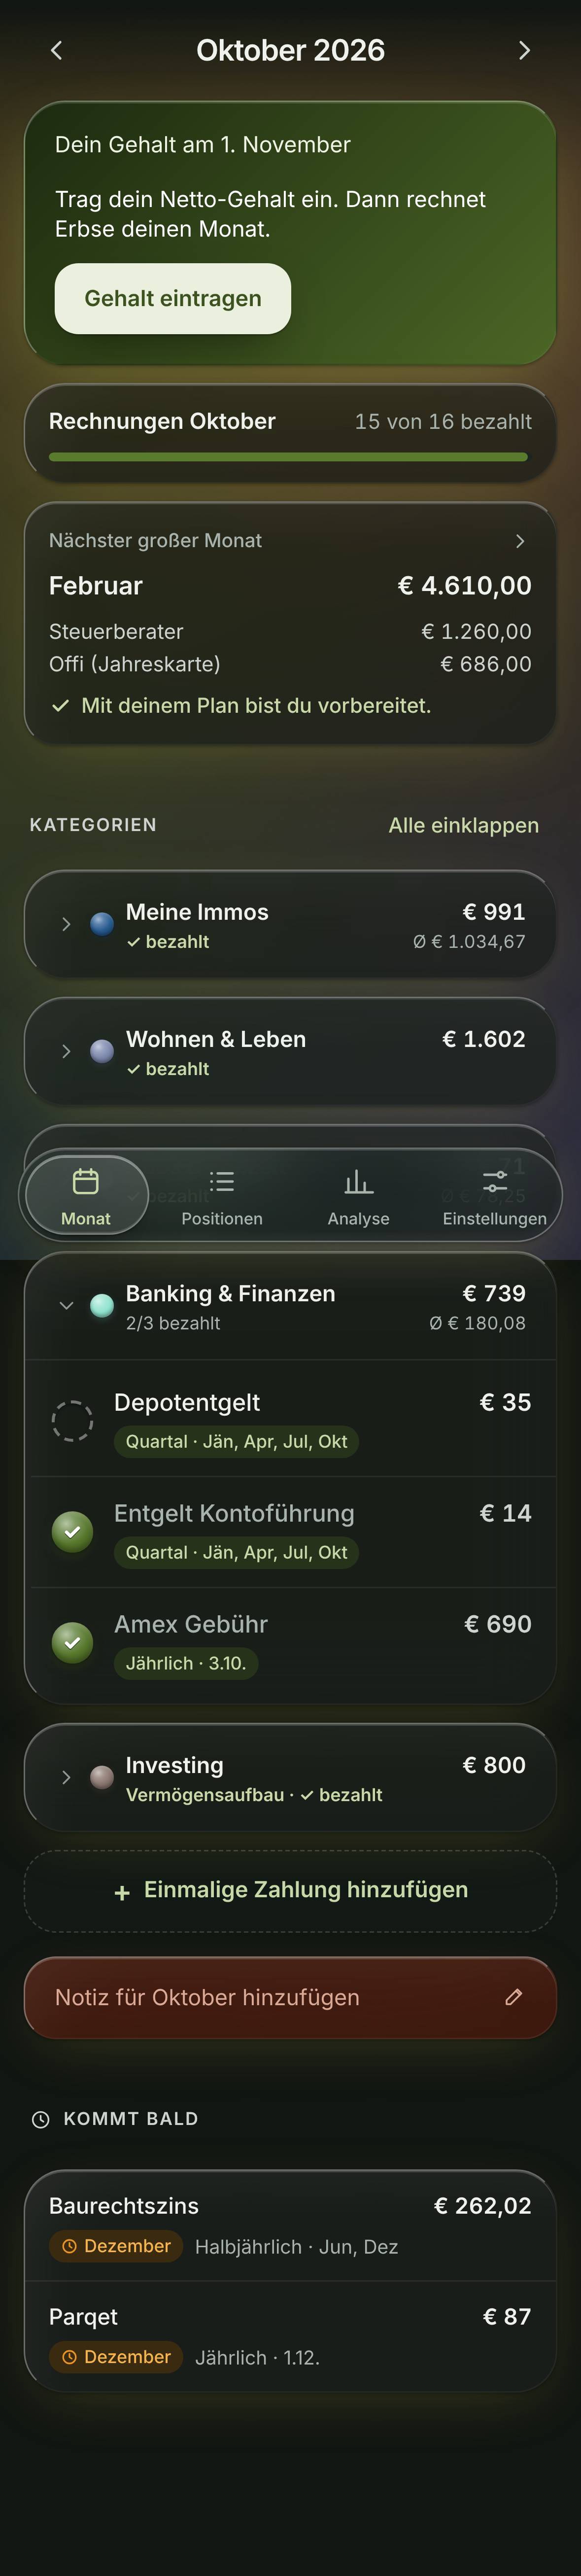 Oktober 2026
Dein Gehalt am 1. November
Trag dein Netto-Gehalt ein. Dann rechnet
Erbse deinen Monat.
Gehalt eintragen
Rechnungen Oktober 15 von 16 bezahlt
Nächster großer Monat
Februar € 4.610,00
Steuerberater € 1.260,00
Offi (Jahreskarte) € 686,00
Mit deinem Plan bist du vorbereitet.
KATEGORIEN Alle einklappen
Meine Immos € 991
bezahlt Ø € 1.034,67
Wohnen & Leben € 1.602
bezahlt
bezahlt
Monat Positionen Analyse Einstellungen
Banking & Finanzen € 739
2/3 bezahlt Ø € 180,08
Depotentgelt € 35
Quartal · Jän, Apr, Jul, Okt
Entgelt Kontoführung € 14
Quartal · Jän, Apr, Jul, Okt
Amex Gebühr € 690
Jährlich · 3.10.
Investing € 800
Vermögensaufbau · ✓ bezahlt
+ Einmalige Zahlung hinzufügen
Notiz für Oktober hinzufügen
KOMMT BALD
Baurechtszins € 262,02
Dezember Halbjährlich · Jun, Dez
Parqet € 87
Dezember Jährlich · 1.12.